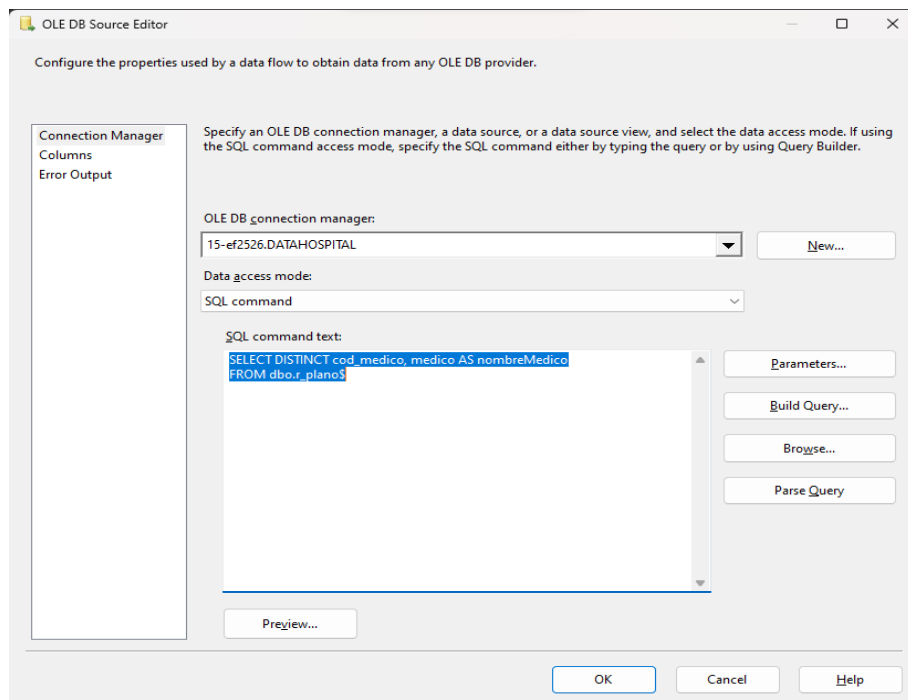 OLE DB Source Editor
Configure the properties used by a data flow to obtain data from any OLE DB provider.
Connection Manager
Columns
Error Output
Specify an OLE DB connection manager, a data source, or a data source view, and select the data access mode. If using
the SQL command access mode, specify the SQL command either by typing the query or by using Query Builder.
OLE DB connection manager:
15-ef2526.DATAHOSPITAL
New...
Data access mode:
SQL command
SQL command text:
SELECT DISTINCT cod_medico, medico AS nombreMedico
FROM dbo.r_plano$
Parameters...
Build Query...
Browse...
Parse Query
Preview...
OK
Cancel
Help